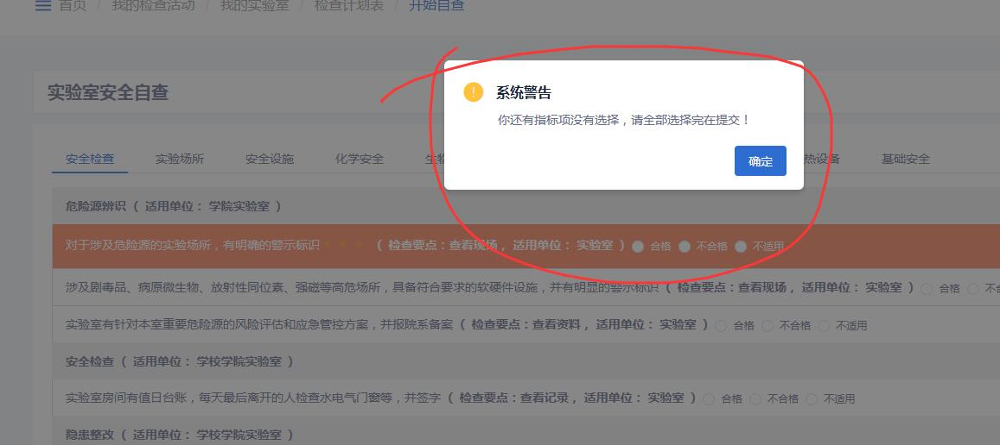 首页 / 我的检查活动 / 我的实验室 / 检查计划表 / 开始自查
实验室安全自查
系统警告
你还有指标项没有选择，请全部选择完在提交！
确定
安全检查 实验场所 安全设施 化学安全 生物 热设备 基础安全
危险源辨识 （ 适用单位： 学院实验室 ）
对于涉及危险源的实验场所，有明确的警示标识 * * * （ 检查要点：查看现场 ，适用单位： 实验室 ） 合格 不合格 不适用
涉及剧毒品、病原微生物、放射性同位素、强磁等高危场所，具备符合要求的软硬件设施，并有明显的警示标识 （ 检查要点：查看现场 ，适用单位： 实验室 ） 合格 不合
实验室有针对本室重要危险源的风险评估和应急管控方案，并报院系备案 （ 检查要点：查看资料 ，适用单位： 实验室 ） 合格 不合格 不适用
安全检查 （ 适用单位： 学校学院实验室 ）
实验室房间有值日台账，每天最后离开的人检查水电气门窗等，并签字 （ 检查要点：查看记录 ，适用单位： 实验室 ） 合格 不合格 不适用
隐患整改 （ 适用单位： 学校学院实验室 ）